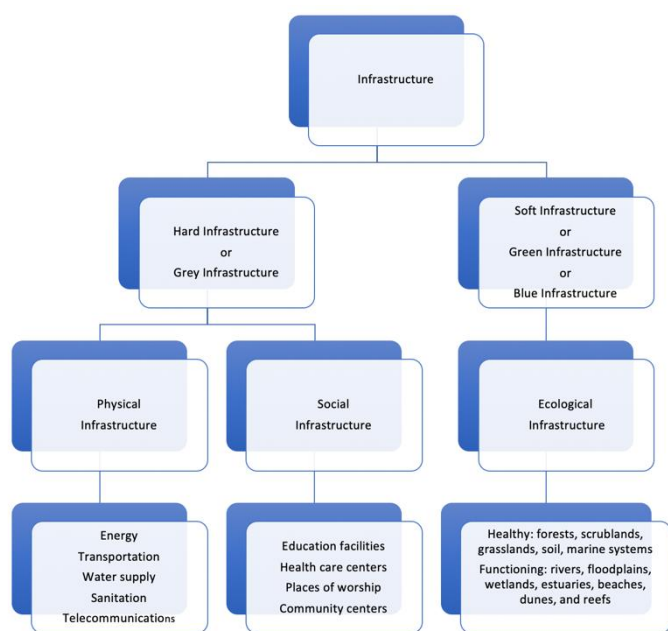 Infrastructure
Hard Infrastructure
or
Grey Infrastructure
Soft Infrastructure
or
Green Infrastructure
or
Blue Infrastructure
Physical
Infrastructure
Social
Infrastructure
Ecological
Infrastructure
Energy
Transportation
Water supply
Sanitation
Telecommunications
Education facilities
Health care centers
Places of worship
Community centers
Healthy: forests, scrublands,
grasslands, soil, marine systems
Functioning: rivers, floodplains,
wetlands, estuaries, beaches,
dunes, and reefs